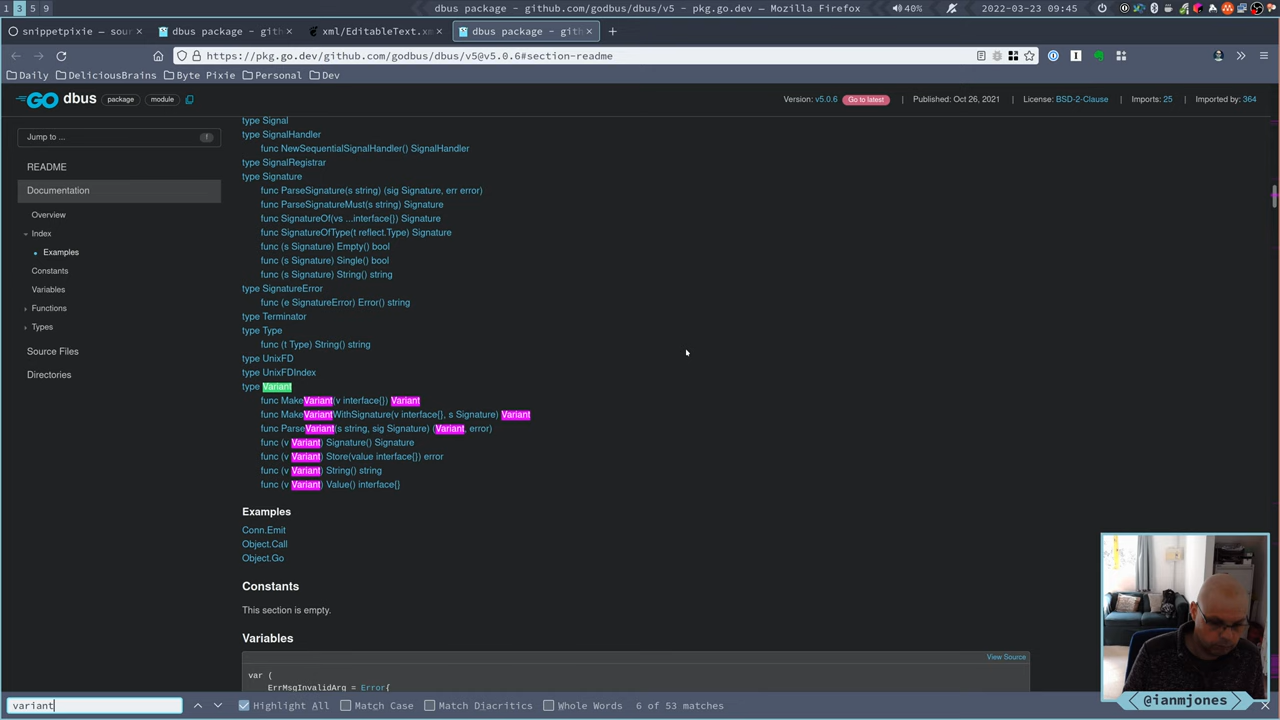 1 3 5 9 dbus package - github.com/godbus/dbus/v5 - pkg.go.dev — Mozilla Firefox 40% 2022-03-23 09:45
snippetpixie — sour × dbus package - gith × xml/EditableText.xm × dbus package - gith × +
https://pkg.go.dev/github.com/godbus/dbus/v5@v5.0.6#section-readme
Daily DeliciousBrains Byte Pixie Personal Dev
GO dbus package module Version: v5.0.6 Go to latest | Published: Oct 26, 2021 | License: BSD-2-Clause | Imports: 25 | Imported by: 364
Jump to ... f
README
Documentation
Overview
Index
Examples
Constants
Variables
Functions
Types
Source Files
Directories
type Signal
type SignalHandler
func NewSequentialSignalHandler() SignalHandler
type SignalRegistrar
type Signature
func ParseSignature(s string) (sig Signature, err error)
func ParseSignatureMust(s string) Signature
func SignatureOf(vs ...interface{}) Signature
func SignatureOfType(t reflect.Type) Signature
func (s Signature) Empty() bool
func (s Signature) Single() bool
func (s Signature) String() string
type SignatureError
func (e SignatureError) Error() string
type Terminator
type Type
func (t Type) String() string
type UnixFD
type UnixFDIndex
type Variant
func MakeVariant(v interface{}) Variant
func MakeVariantWithSignature(v interface{}, s Signature) Variant
func ParseVariant(s string, sig Signature) (Variant, error)
func (v Variant) Signature() Signature
func (v Variant) Store(value interface{}) error
func (v Variant) String() string
func (v Variant) Value() interface{}
Examples
Conn.Emit
Object.Call
Object.Go
Constants
This section is empty.
Variables
View Source
var (
ErrMsgInvalidArg = Error{
@ianmjones
variant Highlight All Match Case Match Diacritics Whole Words 6 of 53 matches